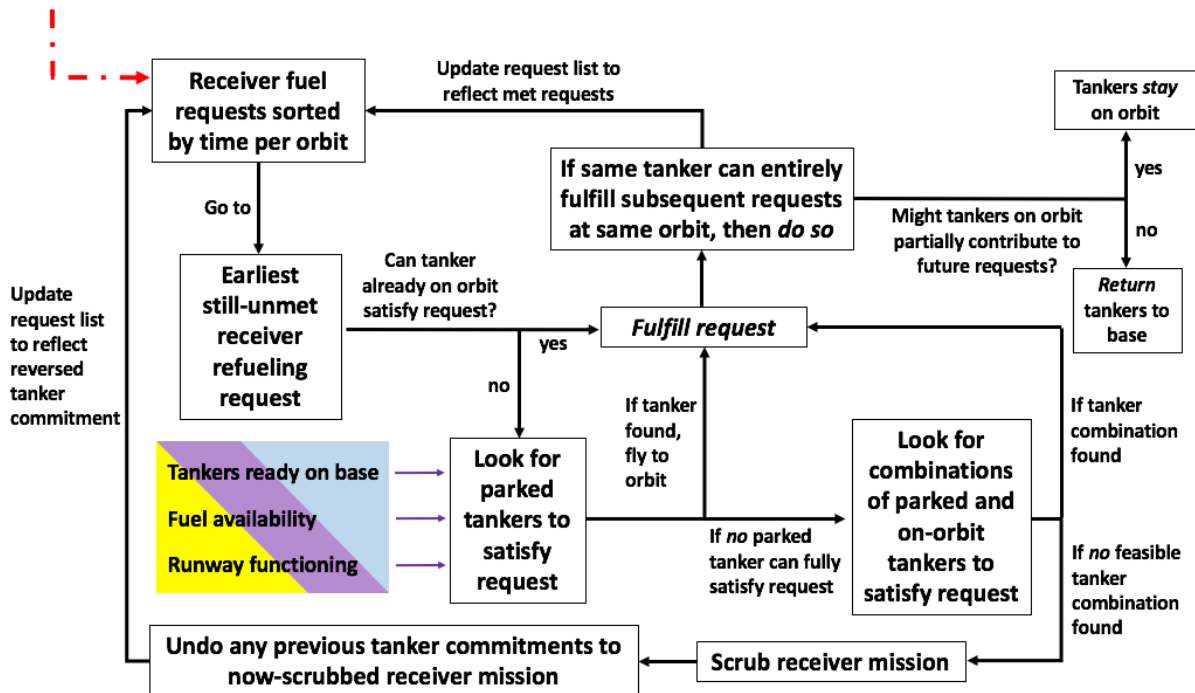 Receiver fuel
requests sorted
by time per orbit
Update request list to
reflect met requests
Tankers stay
on orbit
yes
If same tanker can entirely
fulfill subsequent requests
at same orbit, then do so
Might tankers on orbit
partially contribute to
future requests?
no
Return
tankers to
base
Go to
Earliest
still-unmet
receiver
refueling
request
Can tanker
already on orbit
satisfy request?
yes
no
Fulfill request
Update
request list
to reflect
reversed
tanker
commitment
If tanker
found,
fly to
orbit
If tanker
combination
found
Tankers ready on base
Fuel availability
Runway functioning
Look for
parked
tankers to
satisfy
request
If no parked
tanker can fully
satisfy request
Look for
combinations
of parked and
on-orbit
tankers to
satisfy request
If no feasible
tanker
combination
found
Scrub receiver mission
Undo any previous tanker commitments to
now-scrubbed receiver mission